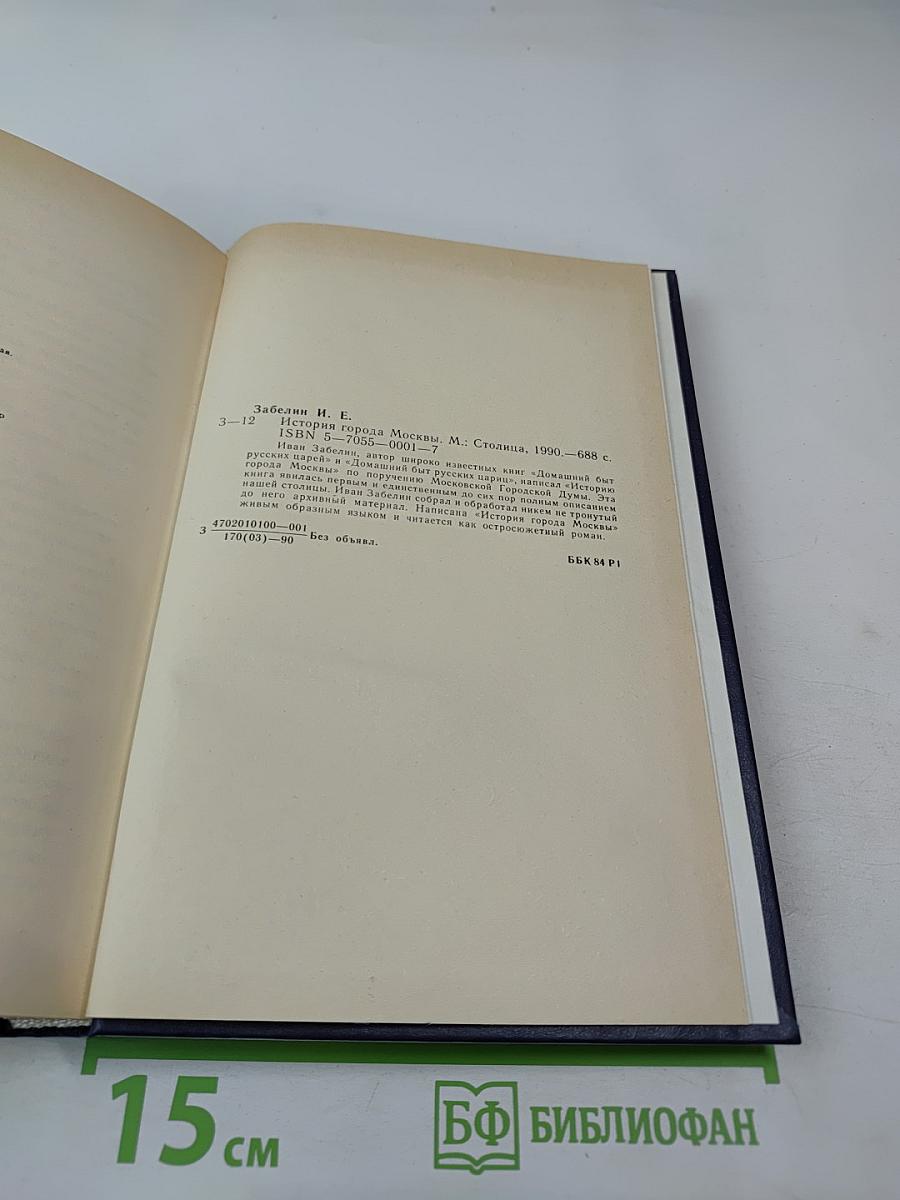 ая.
Р
Забелин И. Е.
З—12 История города Москвы. М.: Столица, 1990.—688 с.
ISBN 5—7055—0001—7
Иван Забелин, автор широко известных книг «Домашний быт
русских царей» и «Домашний быт русских цариц», написал «Историю
города Москвы» по поручению Московской Городской Думы. Эта
книга явилась первым и единственным до сих пор полным описанием
нашей столицы. Иван Забелин собрал и обработал никем не тронутый
до него архивный материал. Написана «История города Москвы»
живым образным языком и читается как остросюжетный роман.
З 4702010100—001
170(03)—90 Без объявл.
ББК 84 Р1
15 см
БФ БИБЛИОФАН